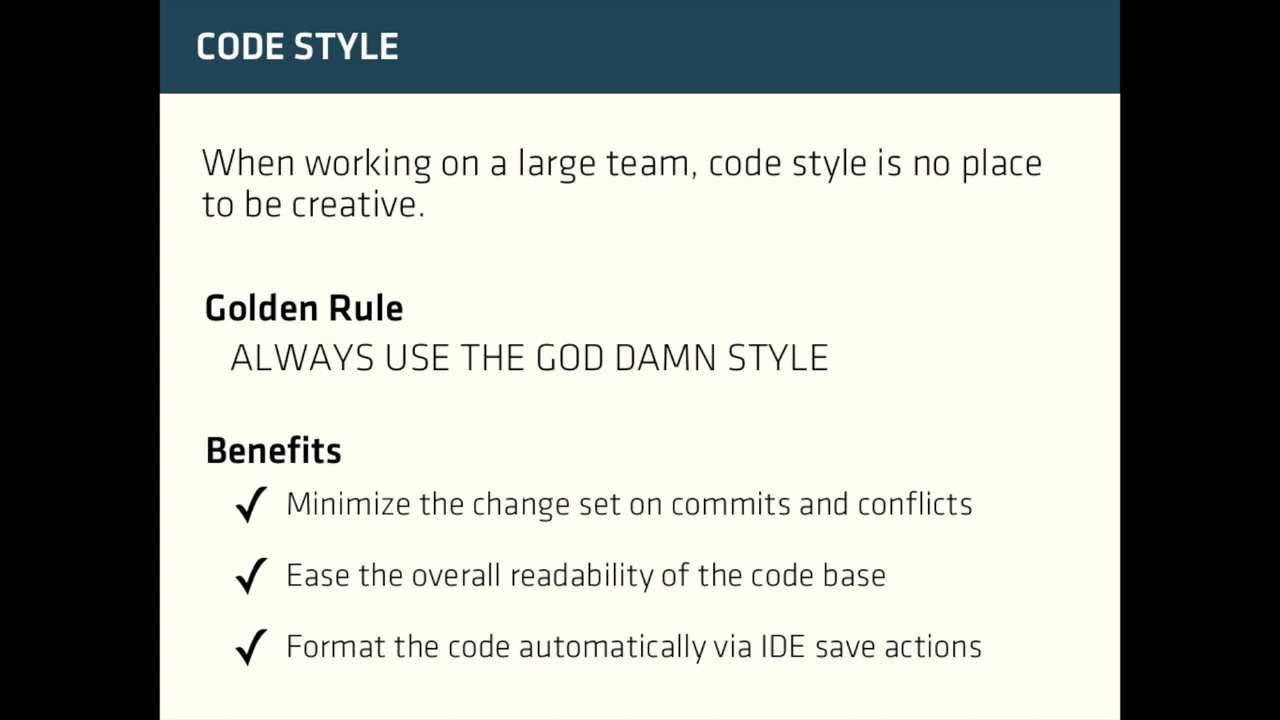 CODE STYLE
When working on a large team, code style is no place
to be creative.
Golden Rule
ALWAYS USE THE GOD DAMN STYLE
Benefits
✓ Minimize the change set on commits and conflicts
✓ Ease the overall readability of the code base
✓ Format the code automatically via IDE save actions